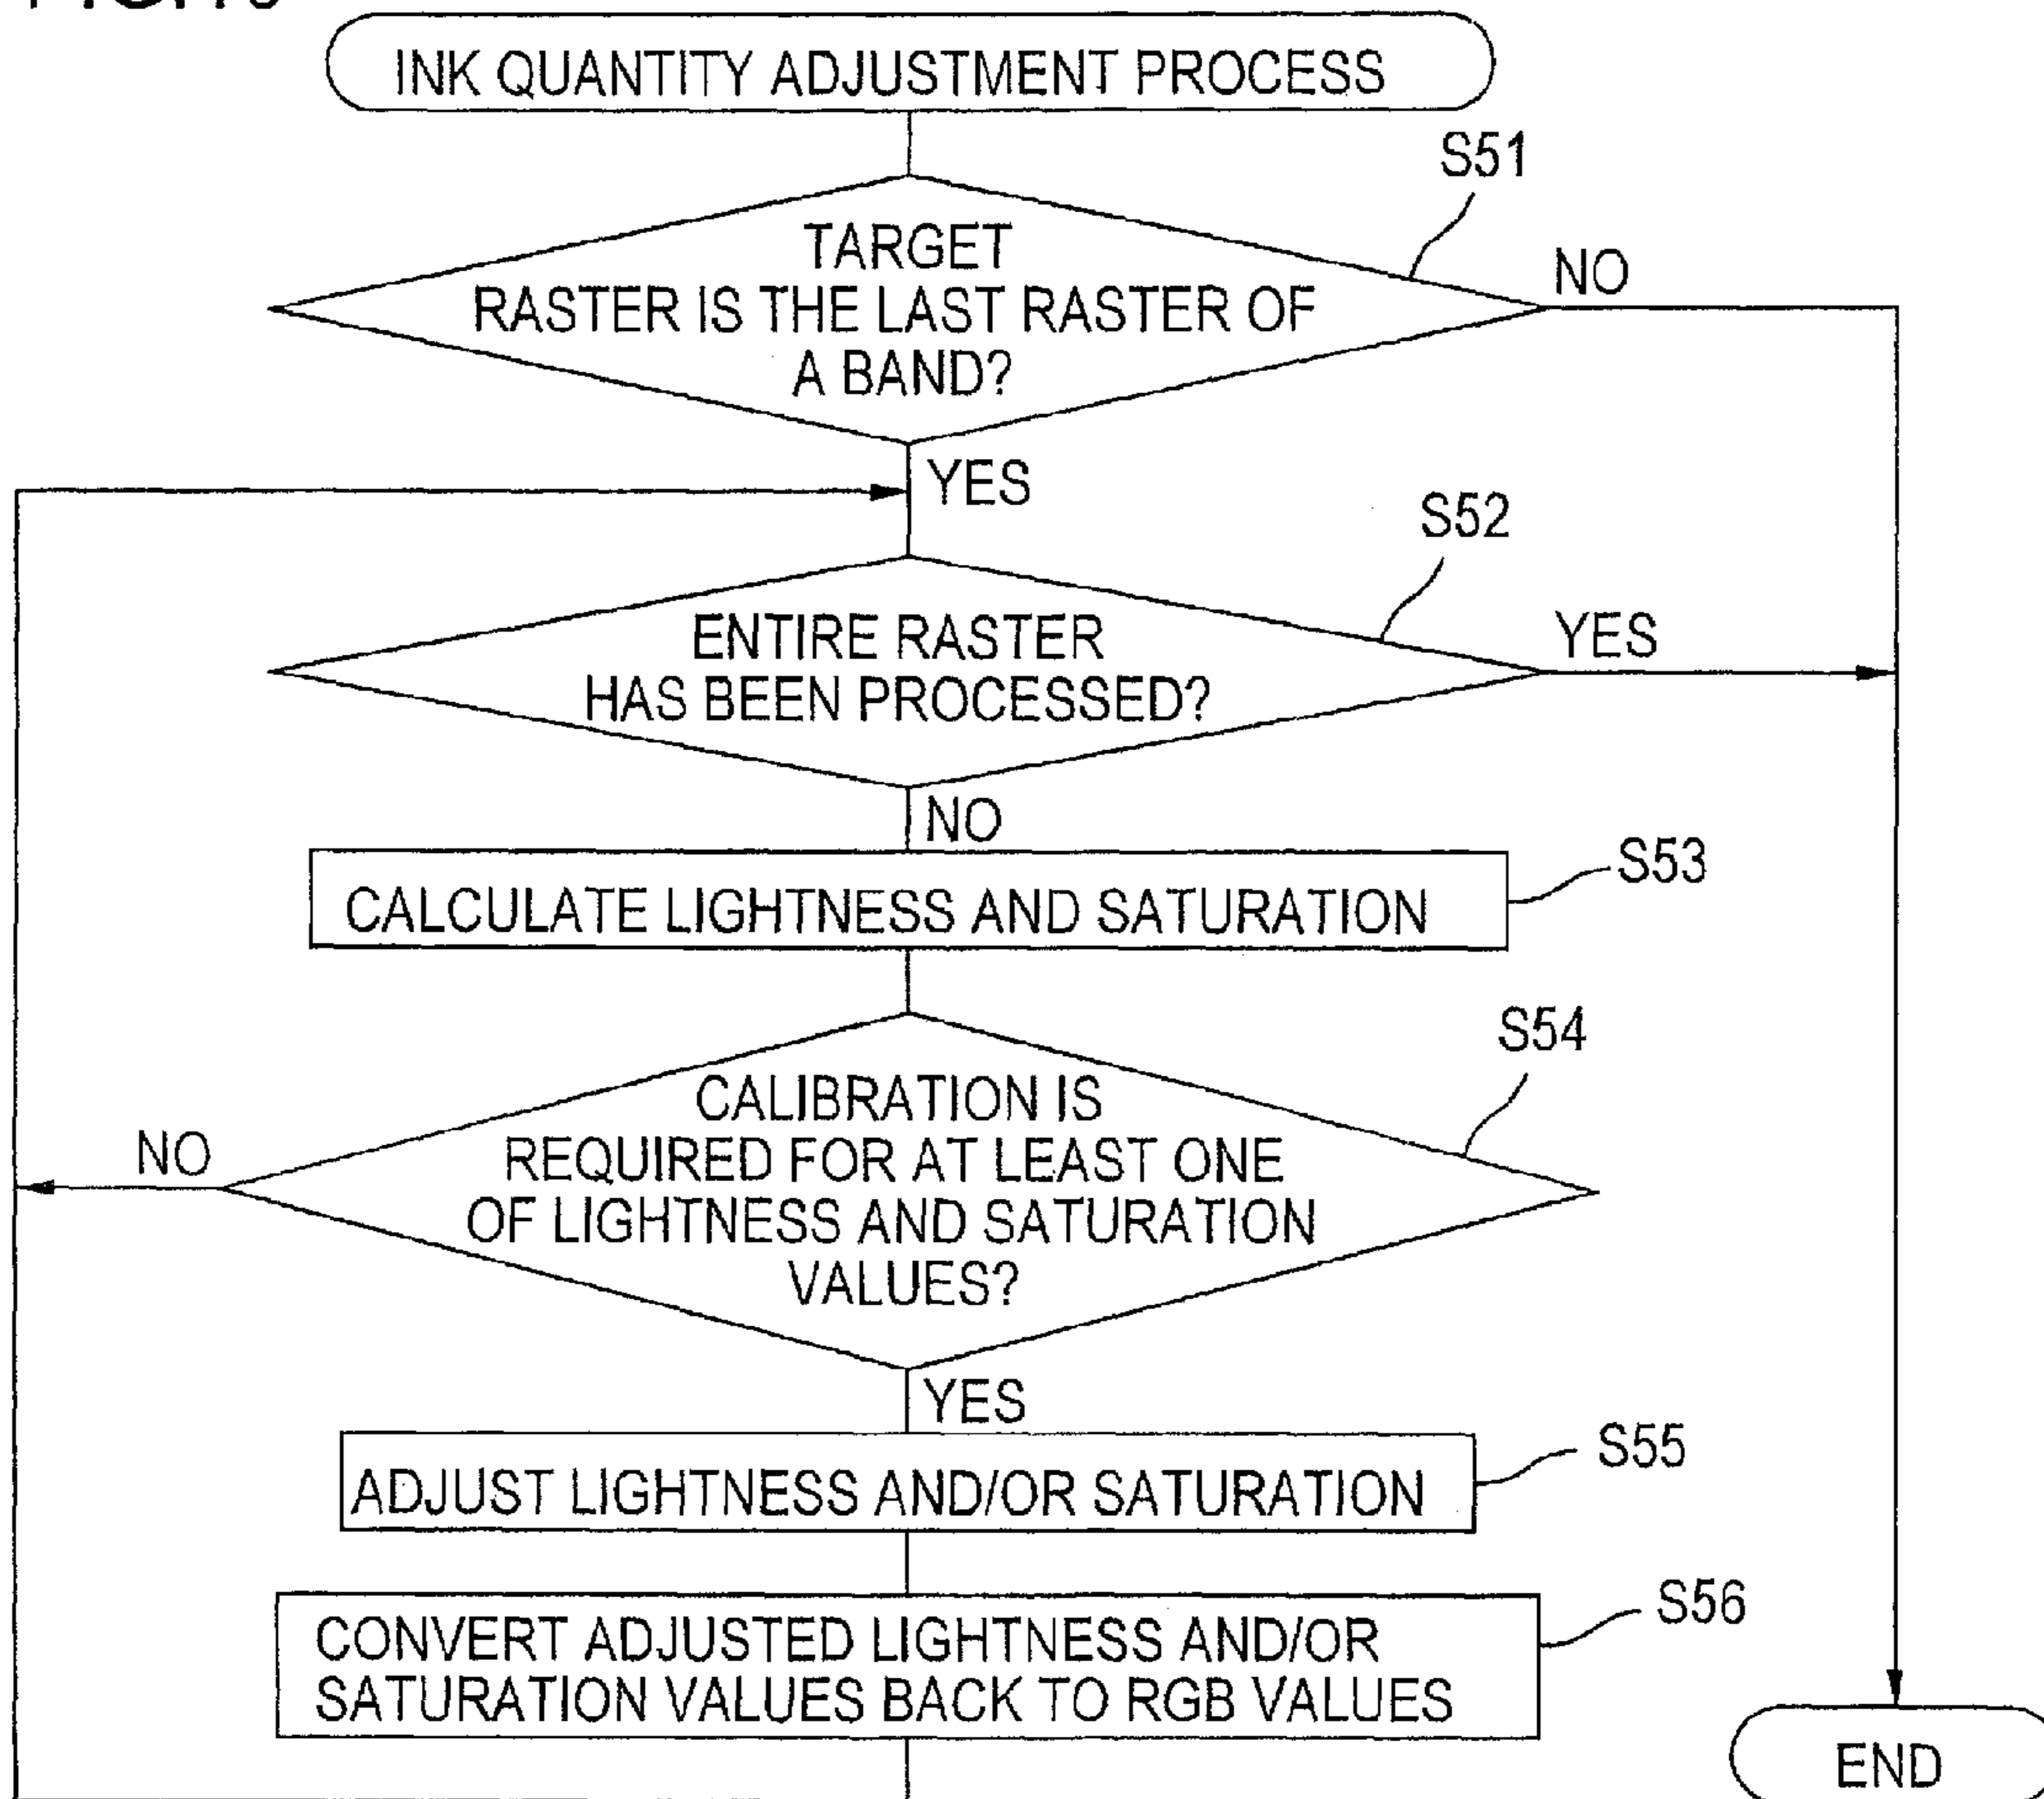 INK QUANTITY ADJUSTMENT PROCESS
S51
TARGET
RASTER IS THE LAST RASTER OF
A BAND?
NO
YES
S52
ENTIRE RASTER
HAS BEEN PROCESSED?
YES
NO
S53
CALCULATE LIGHTNESS AND SATURATION
S54
CALIBRATION IS
REQUIRED FOR AT LEAST ONE
OF LIGHTNESS AND SATURATION
VALUES?
NO
YES
S55
ADJUST LIGHTNESS AND/OR SATURATION
S56
CONVERT ADJUSTED LIGHTNESS AND/OR
SATURATION VALUES BACK TO RGB VALUES
END